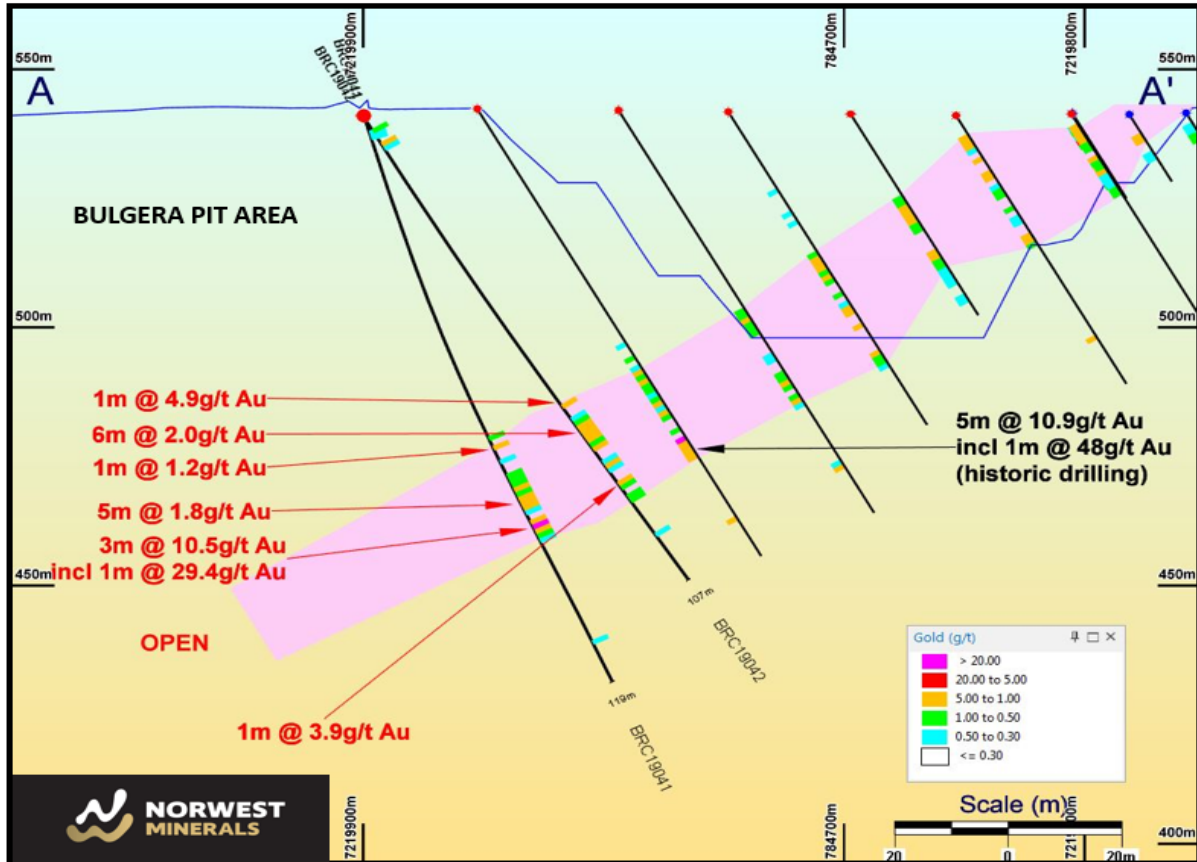 7219900m
784700m
7219800m
550m
550m
A
A'
BRC19041
BRC19042
BULGERA PIT AREA
500m
500m
1m @ 4.9g/t Au
6m @ 2.0g/t Au
1m @ 1.2g/t Au
5m @ 1.8g/t Au
3m @ 10.5g/t Au
incl 1m @ 29.4g/t Au
5m @ 10.9g/t Au
incl 1m @ 48g/t Au
(historic drilling)
450m
450m
OPEN
107m
BRC19042
119m
BRC19041
1m @ 3.9g/t Au
Gold (g/t)
> 20.00
20.00 to 5.00
5.00 to 1.00
1.00 to 0.50
0.50 to 0.30
<= 0.30
NORWEST
MINERALS
7219900m
784700m
7219800m
Scale (m)
20
0
20m
400m